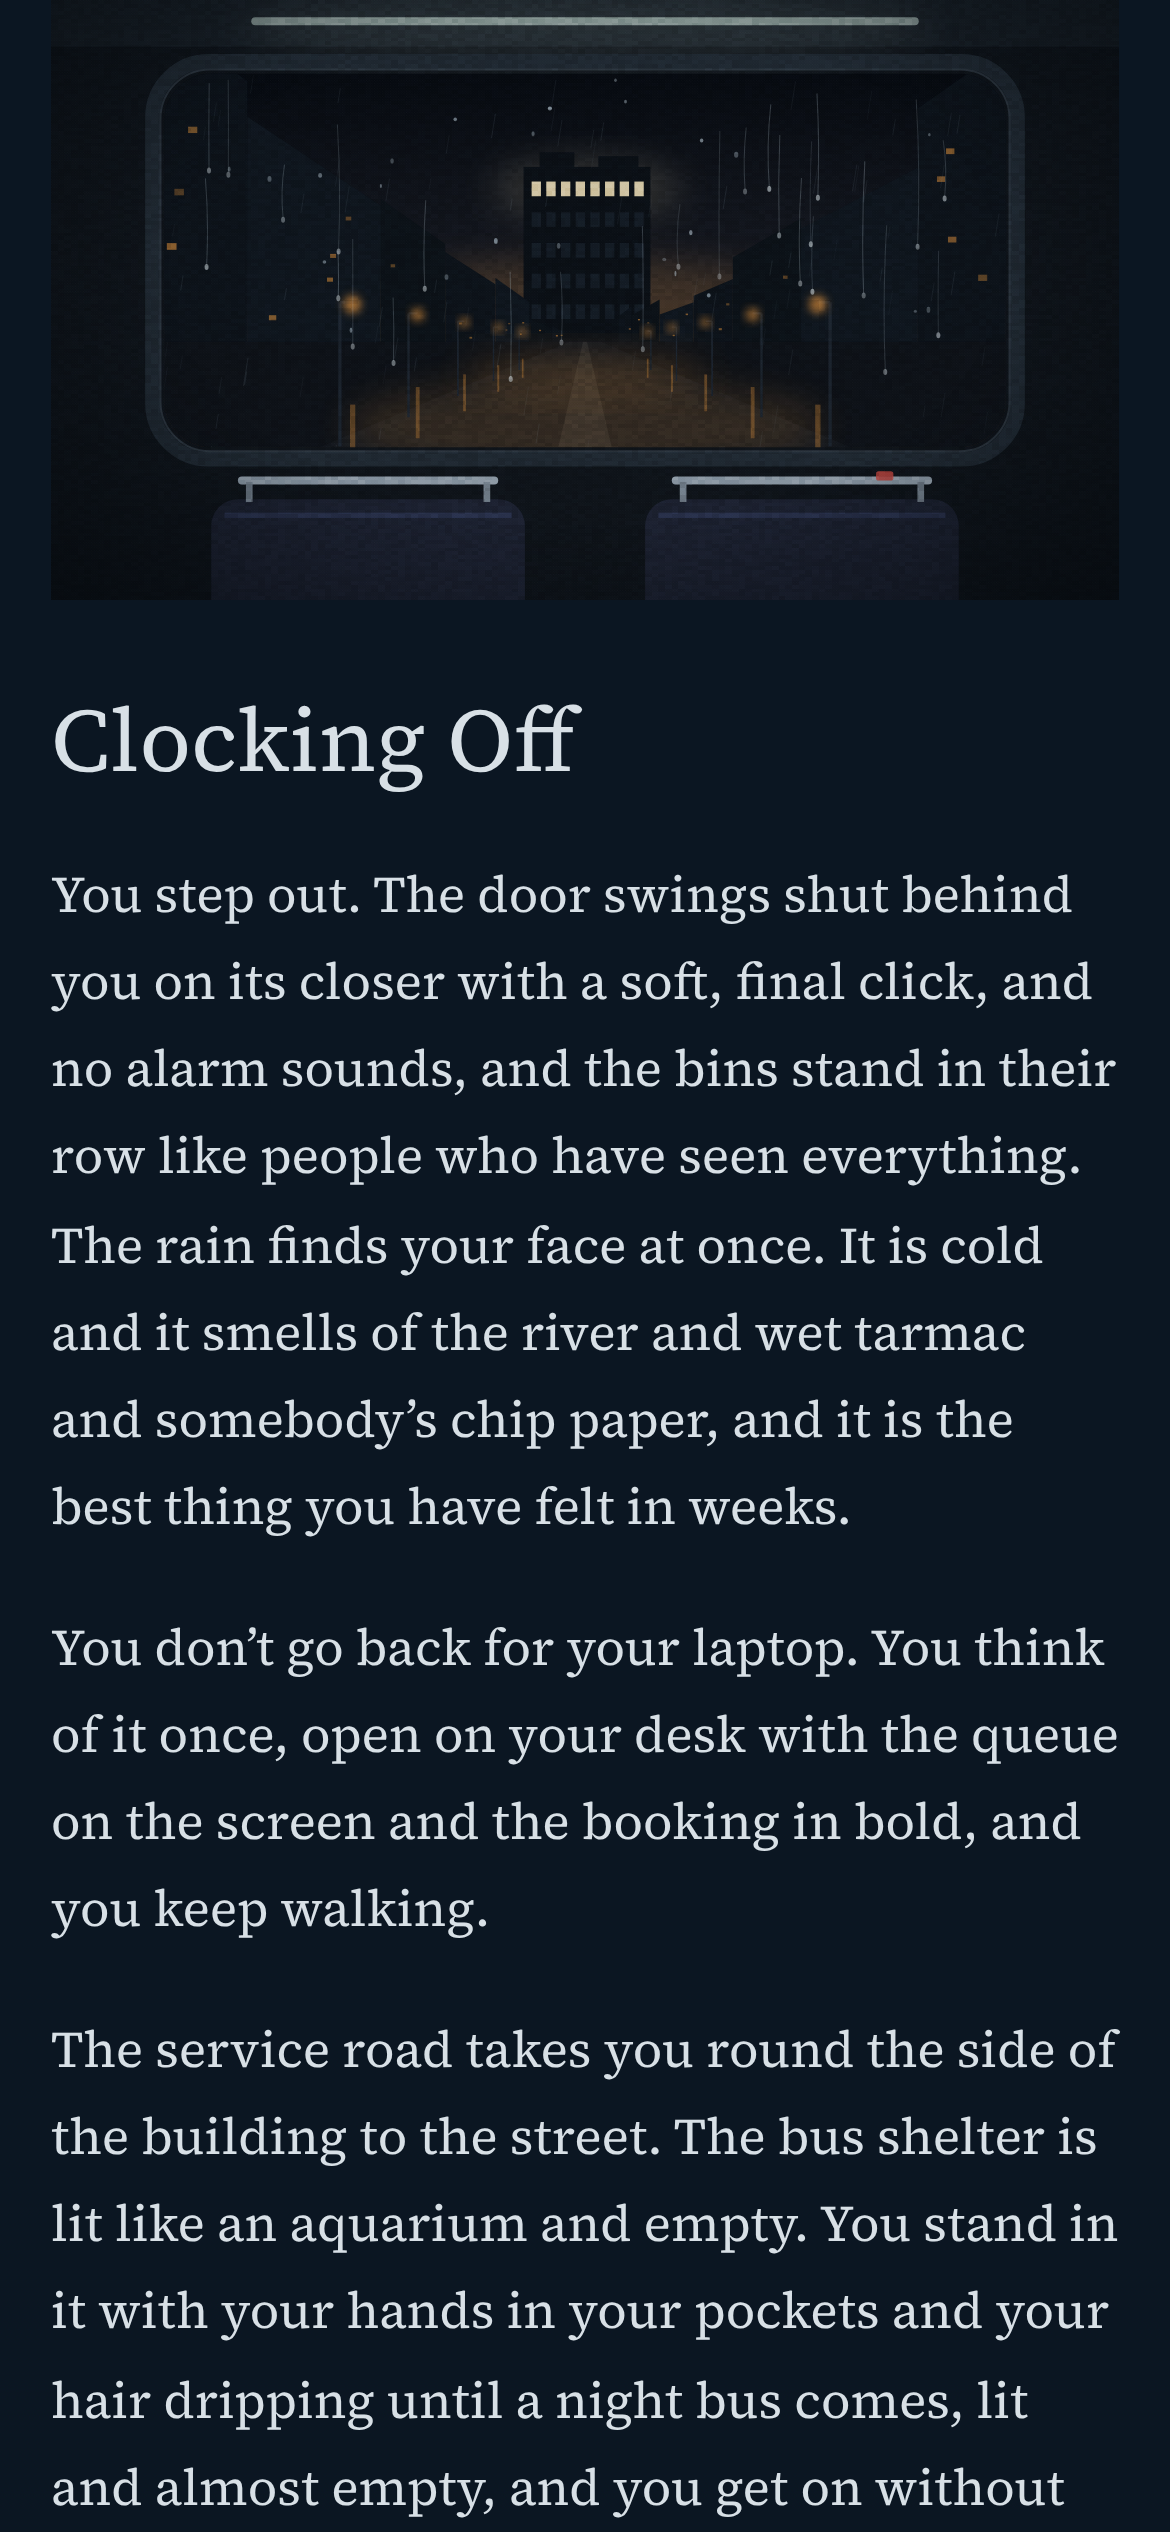 Clocking Off
You step out. The door swings shut behind
you on its closer with a soft, final click, and
no alarm sounds, and the bins stand in their
row like people who have seen everything.
The rain finds your face at once. It is cold
and it smells of the river and wet tarmac
and somebody’s chip paper, and it is the
best thing you have felt in weeks.
You don’t go back for your laptop. You think
of it once, open on your desk with the queue
on the screen and the booking in bold, and
you keep walking.
The service road takes you round the side of
the building to the street. The bus shelter is
lit like an aquarium and empty. You stand in
it with your hands in your pockets and your
hair dripping until a night bus comes, lit
and almost empty, and you get on without